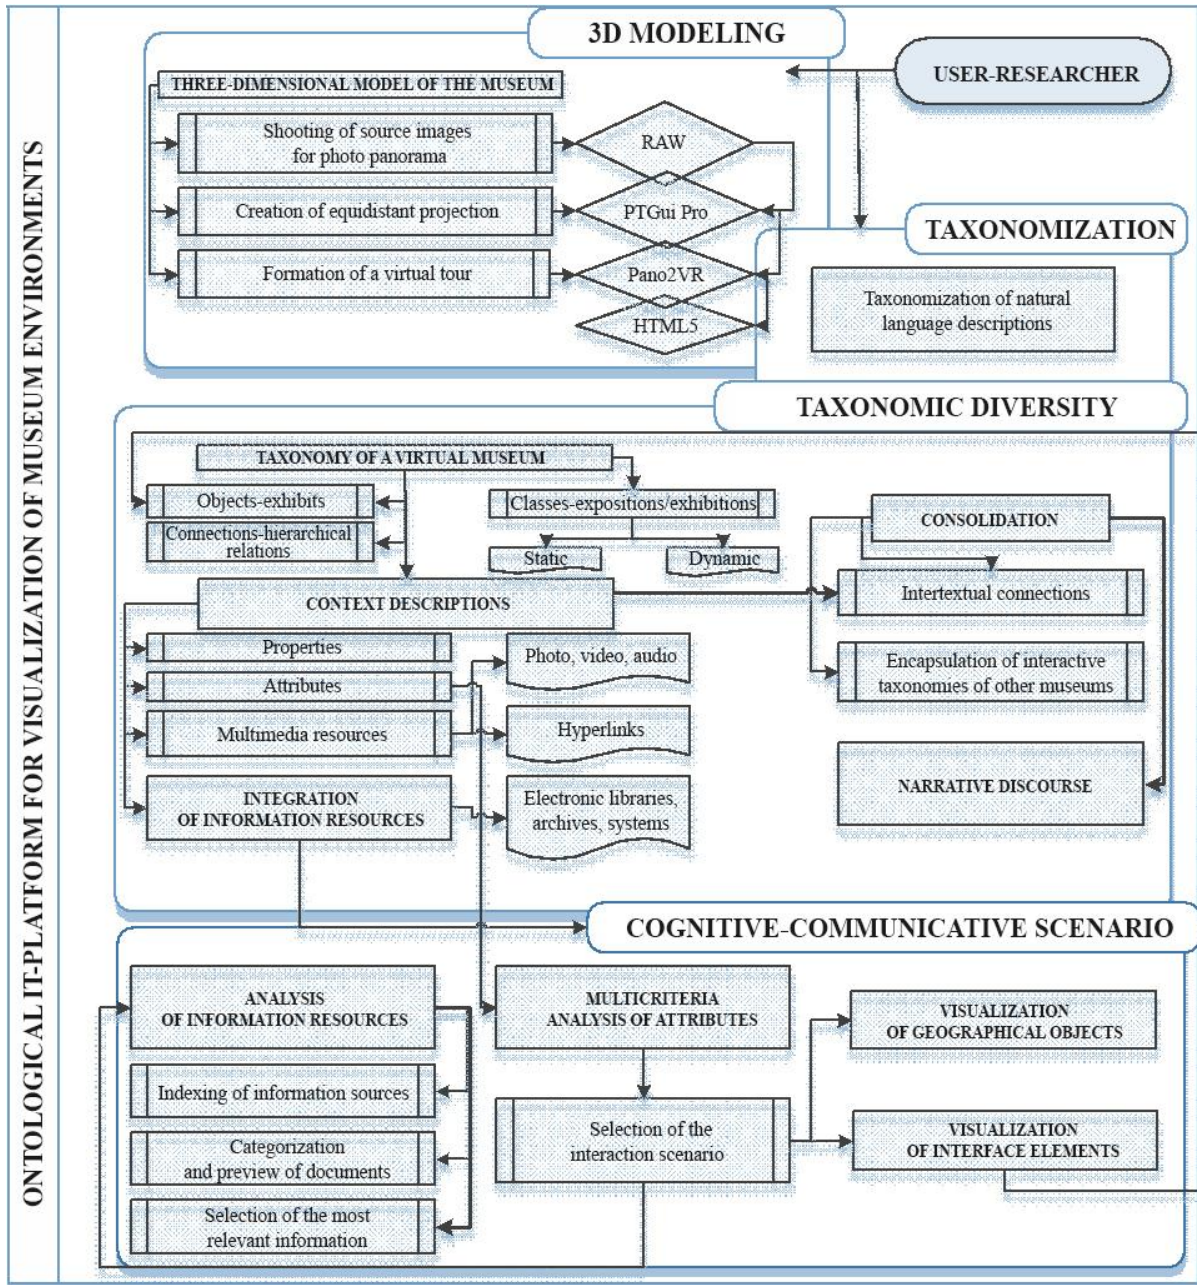 ONTOLOGICAL IT-PLATFORM FOR VISUALIZATION OF MUSEUM ENVIRONMENTS
3D MODELING
USER-RESEARCHER
THREE-DIMENSIONAL MODEL OF THE MUSEUM
Shooting of source images
for photo panorama
RAW
Creation of equidistant projection
PTGui Pro
Formation of a virtual tour
Pano2VR
HTML5
TAXONOMIZATION
Taxonomization of natural
language descriptions
TAXONOMIC DIVERSITY
TAXONOMY OF A VIRTUAL MUSEUM
Objects-exhibits
Connections-hierarchical
relations
Classes-expositions/exhibitions
Static
Dynamic
CONSOLIDATION
Intertextual connections
Encapsulation of interactive
taxonomies of other museums
NARRATIVE DISCOURSE
CONTEXT DESCRIPTIONS
Properties
Attributes
Multimedia resources
Photo, video, audio
Hyperlinks
INTEGRATION
OF INFORMATION RESOURCES
Electronic libraries,
archives, systems
COGNITIVE-COMMUNICATIVE SCENARIO
ANALYSIS
OF INFORMATION RESOURCES
Indexing of information sources
Categorization
and preview of documents
Selection of the most
relevant information
MULTICRITERIA
ANALYSIS OF ATTRIBUTES
Selection of the
interaction scenario
VISUALIZATION
OF GEOGRAPHICAL OBJECTS
VISUALIZATION
OF INTERFACE ELEMENTS